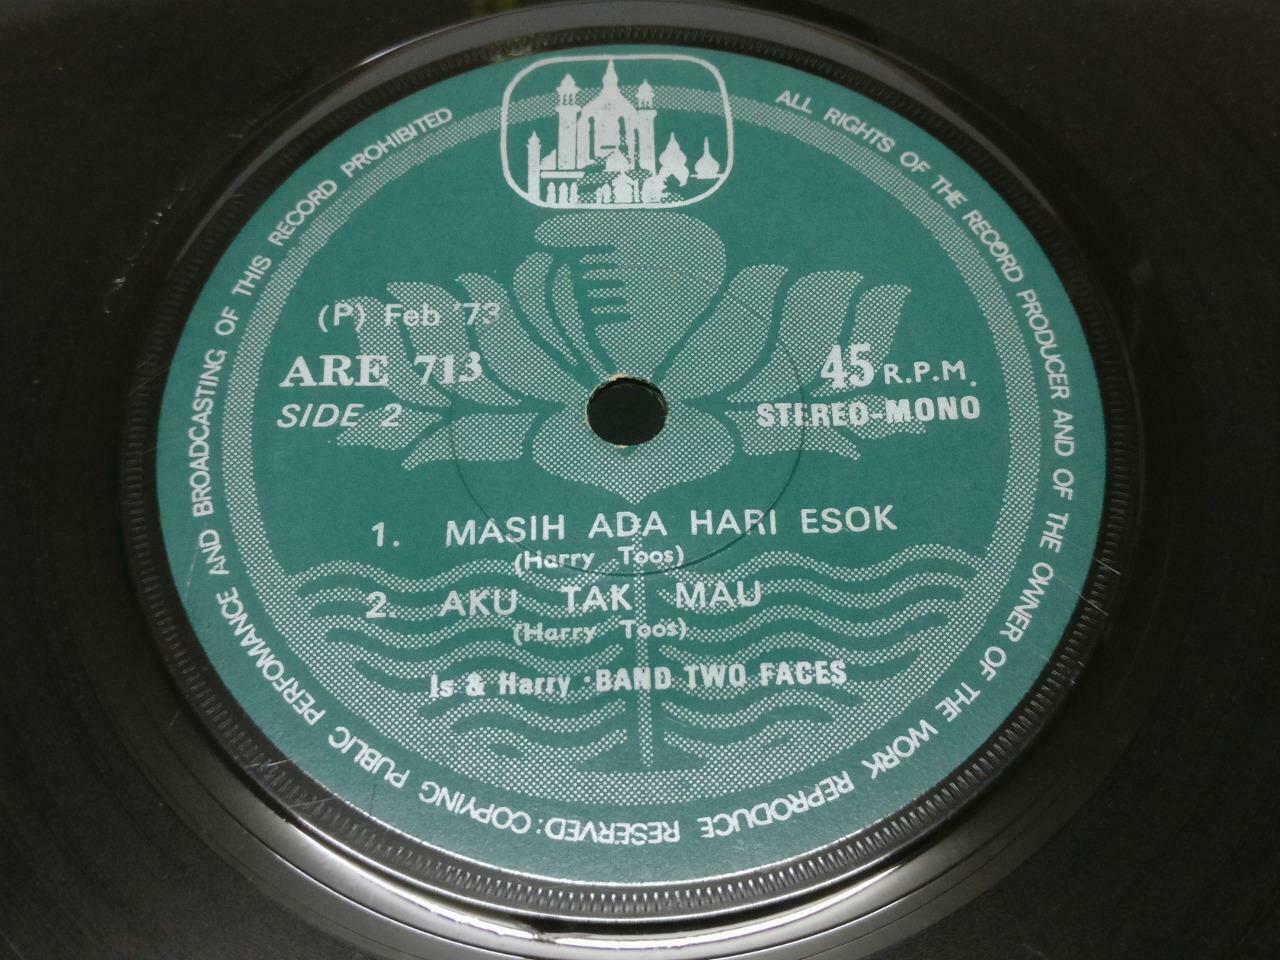 ALL RIGHTS OF THE RECORD PRODUCER AND OF THE OWNER OF THE WORK REPRODUCE RESERVED: COPYING PUBLIC PERFOMANCE AND BROADCASTING OF THIS RECORD PROHIBITED
(P) Feb '73
ARE 713
SIDE 2
45 R.P.M.
STEREO-MONO
1. MASIH ADA HARI ESOK
(Harry Toos)
2. AKU TAK MAU
(Harry Toos)
Is & Harry · BAND TWO FACES